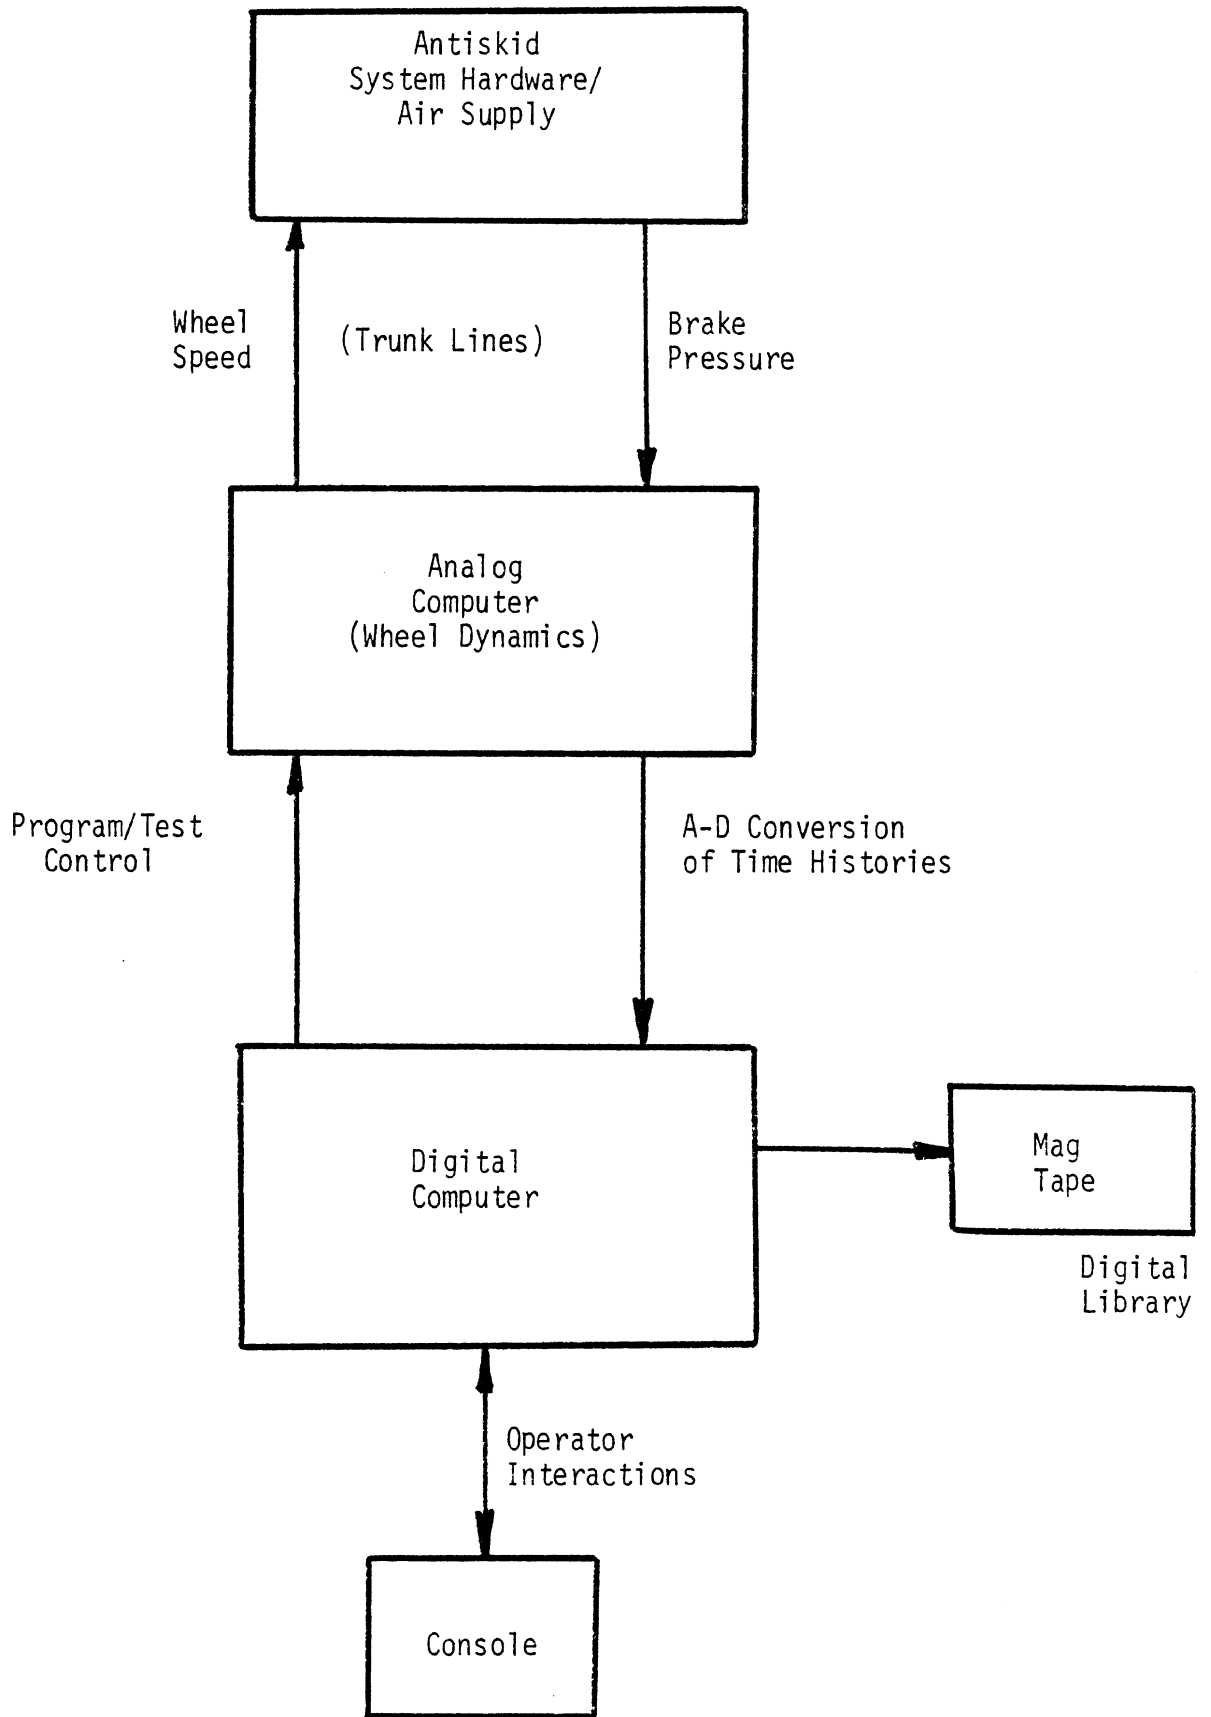 Antiskid
System Hardware/
Air Supply
Wheel
Speed
(Trunk Lines)
Brake
Pressure
Analog
Computer
(Wheel Dynamics)
Program/Test
Control
A-D Conversion
of Time Histories
Digital
Computer
Mag
Tape
Digital
Library
Operator
Interactions
Console